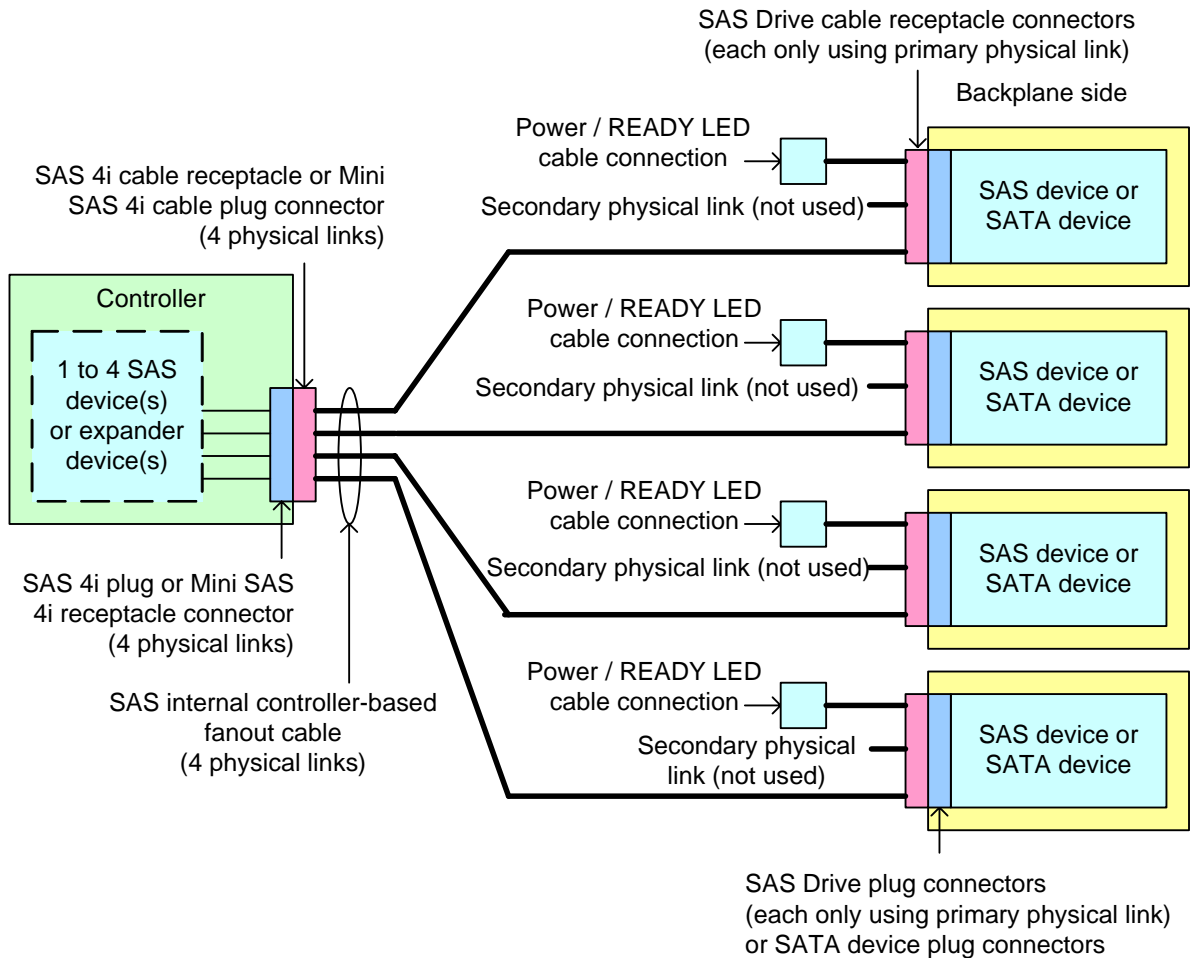 SAS Drive cable receptacle connectors
(each only using primary physical link)
Backplane side
Power / READY LED
cable connection
SAS 4i cable receptacle or Mini
SAS 4i cable plug connector
(4 physical links)
Secondary physical link (not used)
SAS device or
SATA device
Controller
1 to 4 SAS
device(s)
or expander
device(s)
Power / READY LED
cable connection
Secondary physical link (not used)
SAS device or
SATA device
Power / READY LED
cable connection
Secondary physical link (not used)
SAS device or
SATA device
SAS 4i plug or Mini SAS
4i receptacle connector
(4 physical links)
SAS internal controller-based
fanout cable
(4 physical links)
Power / READY LED
cable connection
Secondary physical
link (not used)
SAS device or
SATA device
SAS Drive plug connectors
(each only using primary physical link)
or SATA device plug connectors